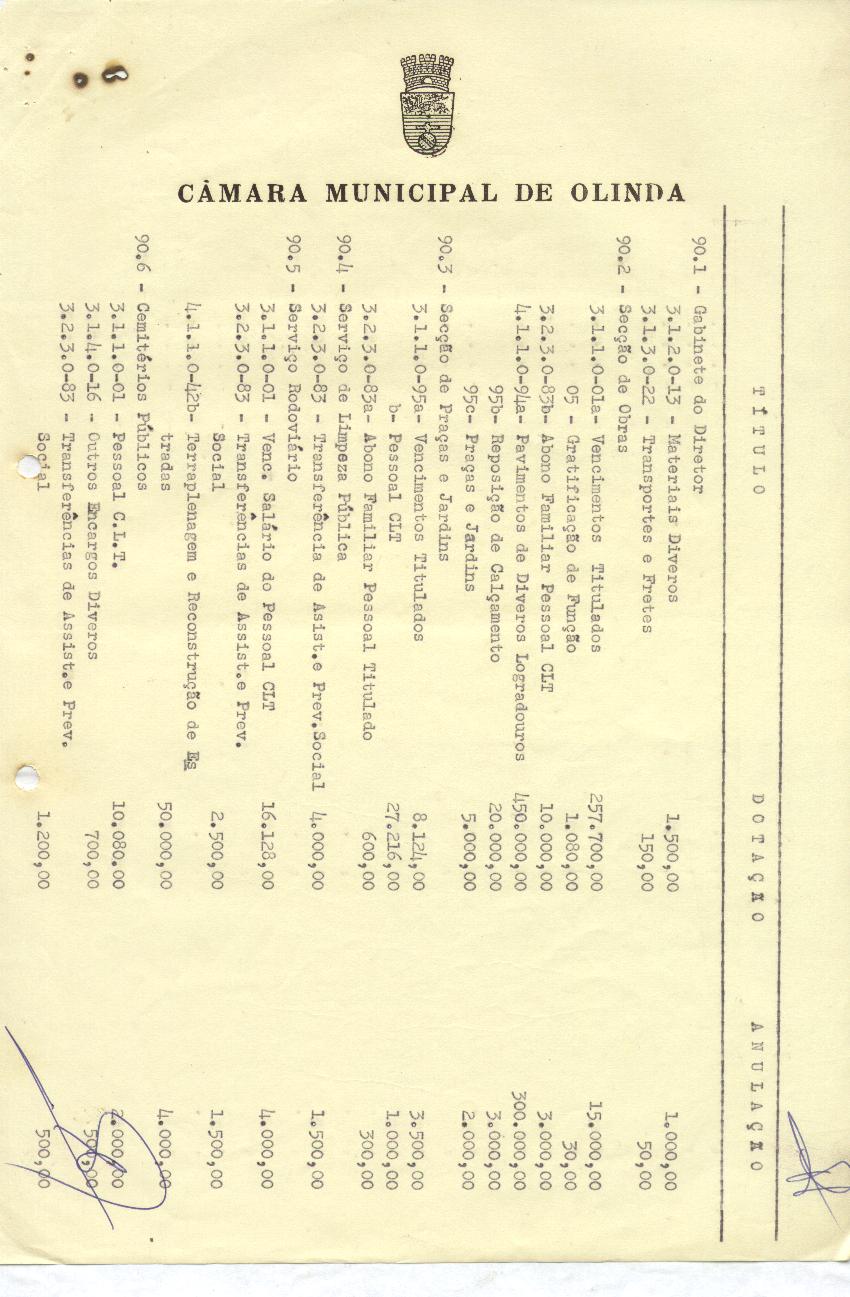 CÂMARA MUNICIPAL DE OLINDA
TÍTULO DOTAÇÃO ANULAÇÃO
90.1 - Gabinete do Diretor
3.1.2.0-13 - Materiais Diveros 1.500,00 1.000,00
3.1.3.0-22 - Transportes e Fretes 150,00 50,00
90.2 - Secção de Obras
3.1.1.0-01a- Vencimentos Titulados 257.700,00 15.000,00
05 - Gratificação de Função 1.080,00 30,00
3.2.3.0-83b- Abono Familiar Pessoal CLT 10.000,00 3.000,00
4.1.1.0-94a- Pavimentos de Diveros Logradouros 450.000,00 300.000,00
95b- Reposição de Calçamento 20.000,00 3.000,00
95c- Praças e Jardins 5.000,00 2.000,00
90.3 - Secção de Praças e Jardins
3.1.1.0-95a- Vencimentos Titulados 8.124,00 3.500,00
b- Pessoal CLT 27.216,00 1.000,00
3.2.3.0-83a- Abono Familiar Pessoal Titulado 600,00 300,00
90.4 - Serviço de Limpeza Pública
3.2.3.0-83 - Transferência de Asist.e Prev.Social 4.000,00 1.500,00
90.5 - Serviço Rodoviário
3.1.1.0-01 - Venc. Salário do Pessoal CLT 16.128,00 4.000,00
3.2.3.0-83 - Transferências de Assist.e Prev.
Social 2.500,00 1.500,00
4.1.1.0-42b- Terraplenagem e Reconstrução de Es
tradas 50.000,00 4.000,00
90.6 - Cemitérios Públicos
3.1.1.0-01 - Pessoal C.L.T. 10.080,00 2.000,00
3.1.4.0-16 - Outros Encargos Diveros 700,00 500,00
3.2.3.0-83 - Transferências de Assist.e Prev.
Social 1.200,00 500,00